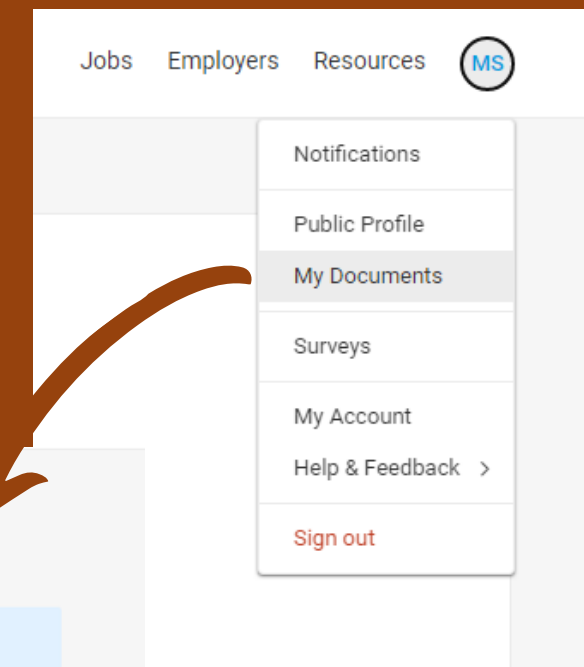 Jobs Employers Resources MS
Notifications
Public Profile
My Documents
Surveys
My Account
Help & Feedback
Sign out